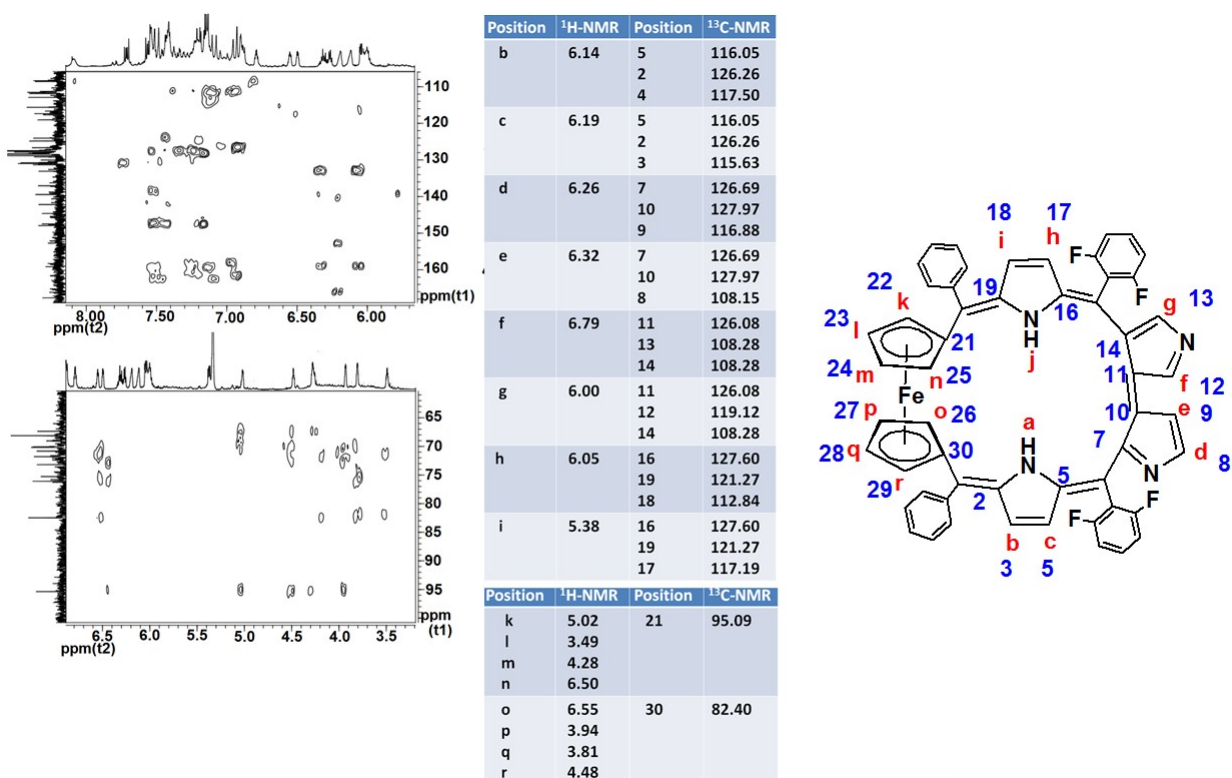 110
120
130
140
150
160
ppm(t1)
8.00 7.50 7.00 6.50 6.00
ppm(t2)
65
70
75
80
85
90
95
ppm
(t1)
6.5 6.0 5.5 5.0 4.5 4.0 3.5
ppm(t2)
Position ¹H-NMR Position ¹³C-NMR
b 6.14 5 116.05
2 126.26
4 117.50
c 6.19 5 116.05
2 126.26
3 115.63
d 6.26 7 126.69
10 127.97
9 116.88
e 6.32 7 126.69
10 127.97
8 108.15
f 6.79 11 126.08
13 108.28
14 108.28
g 6.00 11 126.08
12 119.12
14 108.28
h 6.05 16 127.60
19 121.27
18 112.84
i 5.38 16 127.60
19 121.27
17 117.19
Position ¹H-NMR Position ¹³C-NMR
k 5.02 21 95.09
l 3.49
m 4.28
n 6.50
o 6.55 30 82.40
p 3.94
q 3.81
r 4.48
18 17
i h
F
22 19 F 13
k N 16 g
23 H N
l 21 j 14
24 25 11 f
m n 12
Fe 10 e
27 26 a 9
p o H 7
28 30 N d
q 5 N 8
29 r 2 F
F
b c
3 5